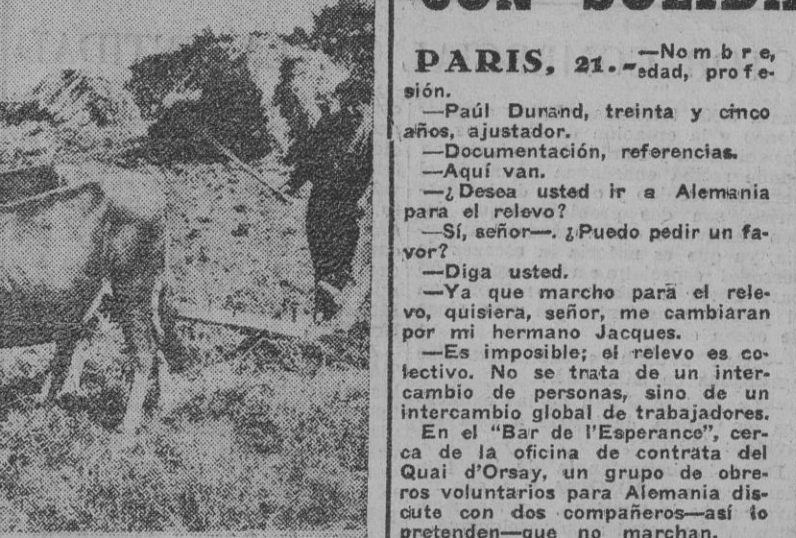 CON SOLIDA
PARIS, 21.—Nombre,
edad, profe-
sión.
—Paúl Durand, treinta y cinco
años, ajustador.
—Documentación, referencias.
—Aquí van.
—¿Desea usted ir a Alemania
para el relevo?
—Sí, señor—. ¿Puedo pedir un fa-
vor?
—Diga usted.
—Ya que marcho para el rele-
vo, quisiera, señor, me cambiaran
por mi hermano Jacques.
—Es imposible; el relevo es co-
lectivo. No se trata de un inter-
cambio de personas, sino de un
intercambio global de trabajadores.
En el "Bar de l'Esperance", cer-
ca de la oficina de contrata del
Quai d'Orsay, un grupo de obre-
ros voluntarios para Alemania dis-
cute con dos compañeros—así lo
pretenden—que no marchan.